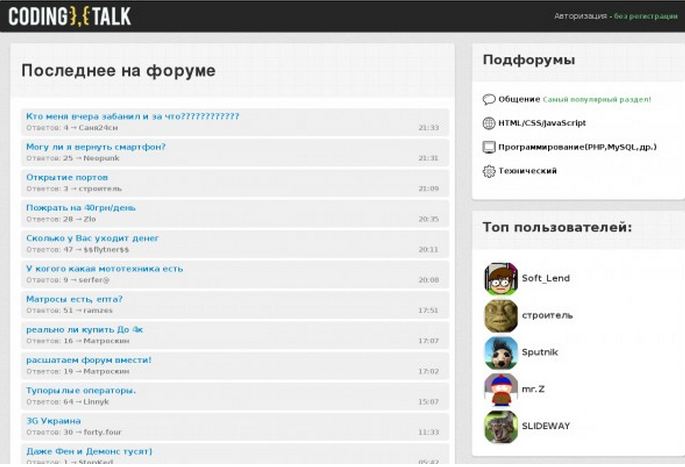 CODING},{TALK
Авторизация - без регистрации
Последнее на форуме
Кто меня вчера забанил и за что????????????
Ответов: 4 → Саня24см 21:33
Могу ли я вернуть смартфон?
Ответов: 25 → Neopunk 21:31
Открытие портов
Ответов: 3 → строитель 21:09
Пожрать на 40грн/день
Ответов: 28 → Zlo 20:35
Сколько у Вас уходит денег
Ответов: 47 → $$flytner$$ 20:11
У когого какая мототехника есть
Ответов: 9 → serfer@ 20:08
Матросы есть, епта?
Ответов: 51 → ramzes 17:51
реально ли купить До 4к
Ответов: 16 → Матроскин 17:07
расшатаем форум вмести!
Ответов: 19 → Матроскин 17:02
Тупорылые операторы.
Ответов: 64 → Linnyk 15:07
3G Украина
Ответов: 30 → forty.four 11:33
Даже Фен и Демонс тусят)
Ответов: 1 → StopKed 05:42
Подфорумы
Общение Самый популярный раздел!
HTML/CSS/JavaScript
Программирование(PHP,MySQL,др.)
Технический
Топ пользователей:
Soft_Lend
строитель
Sputnik
mr.Z
SLIDEWAY